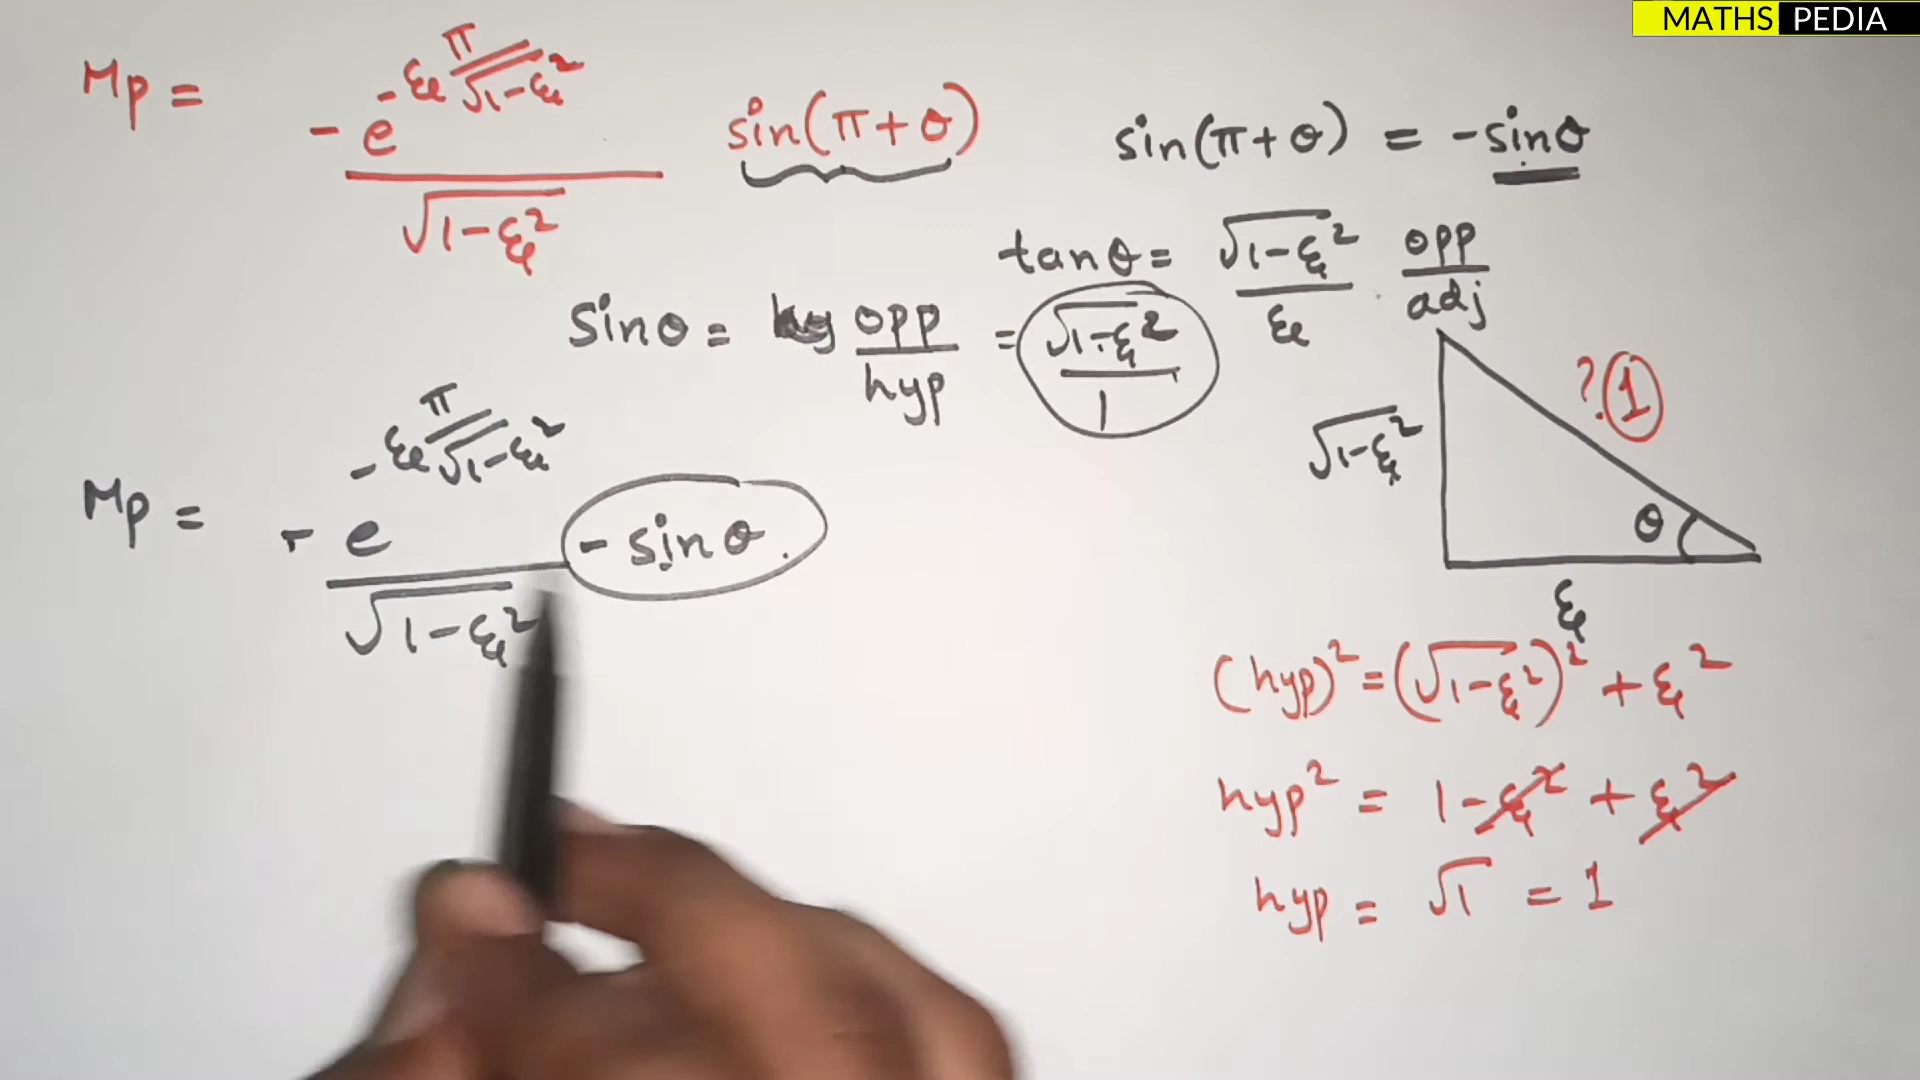 MATHS PEDIA
Mp = - e^(-ξ π/√1-ξ²) / √1-ξ² sin(π+θ)
sin(π+θ) = -sinθ
tanθ = √1-ξ² / ξ opp / adj
sinθ = opp / hyp = √1-ξ² / 1
?. 1
√1-ξ²
θ
ξ
Mp = - e^(-ξ π/√1-ξ²) / √1-ξ² - sinθ.
(hyp)² = (√1-ξ²)² + ξ²
hyp² = 1-ξ² + ξ²
hyp = √1 = 1